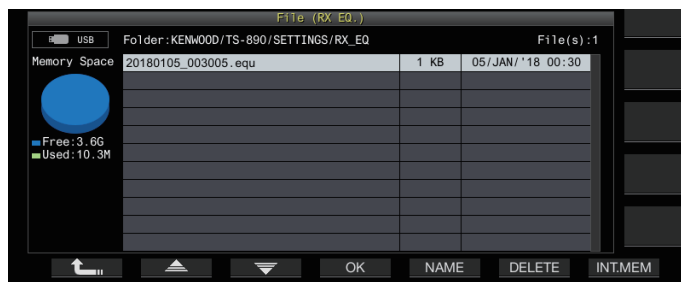 File (RX EQ.)
USB Folder:KENWOOD/TS-890/SETTINGS/RX_EQ File(s):1
Memory Space 20180105_003005.equ 1 KB 05/JAN/'18 00:30
Free:3.6G
Used:10.3M
OK NAME DELETE INT.MEM